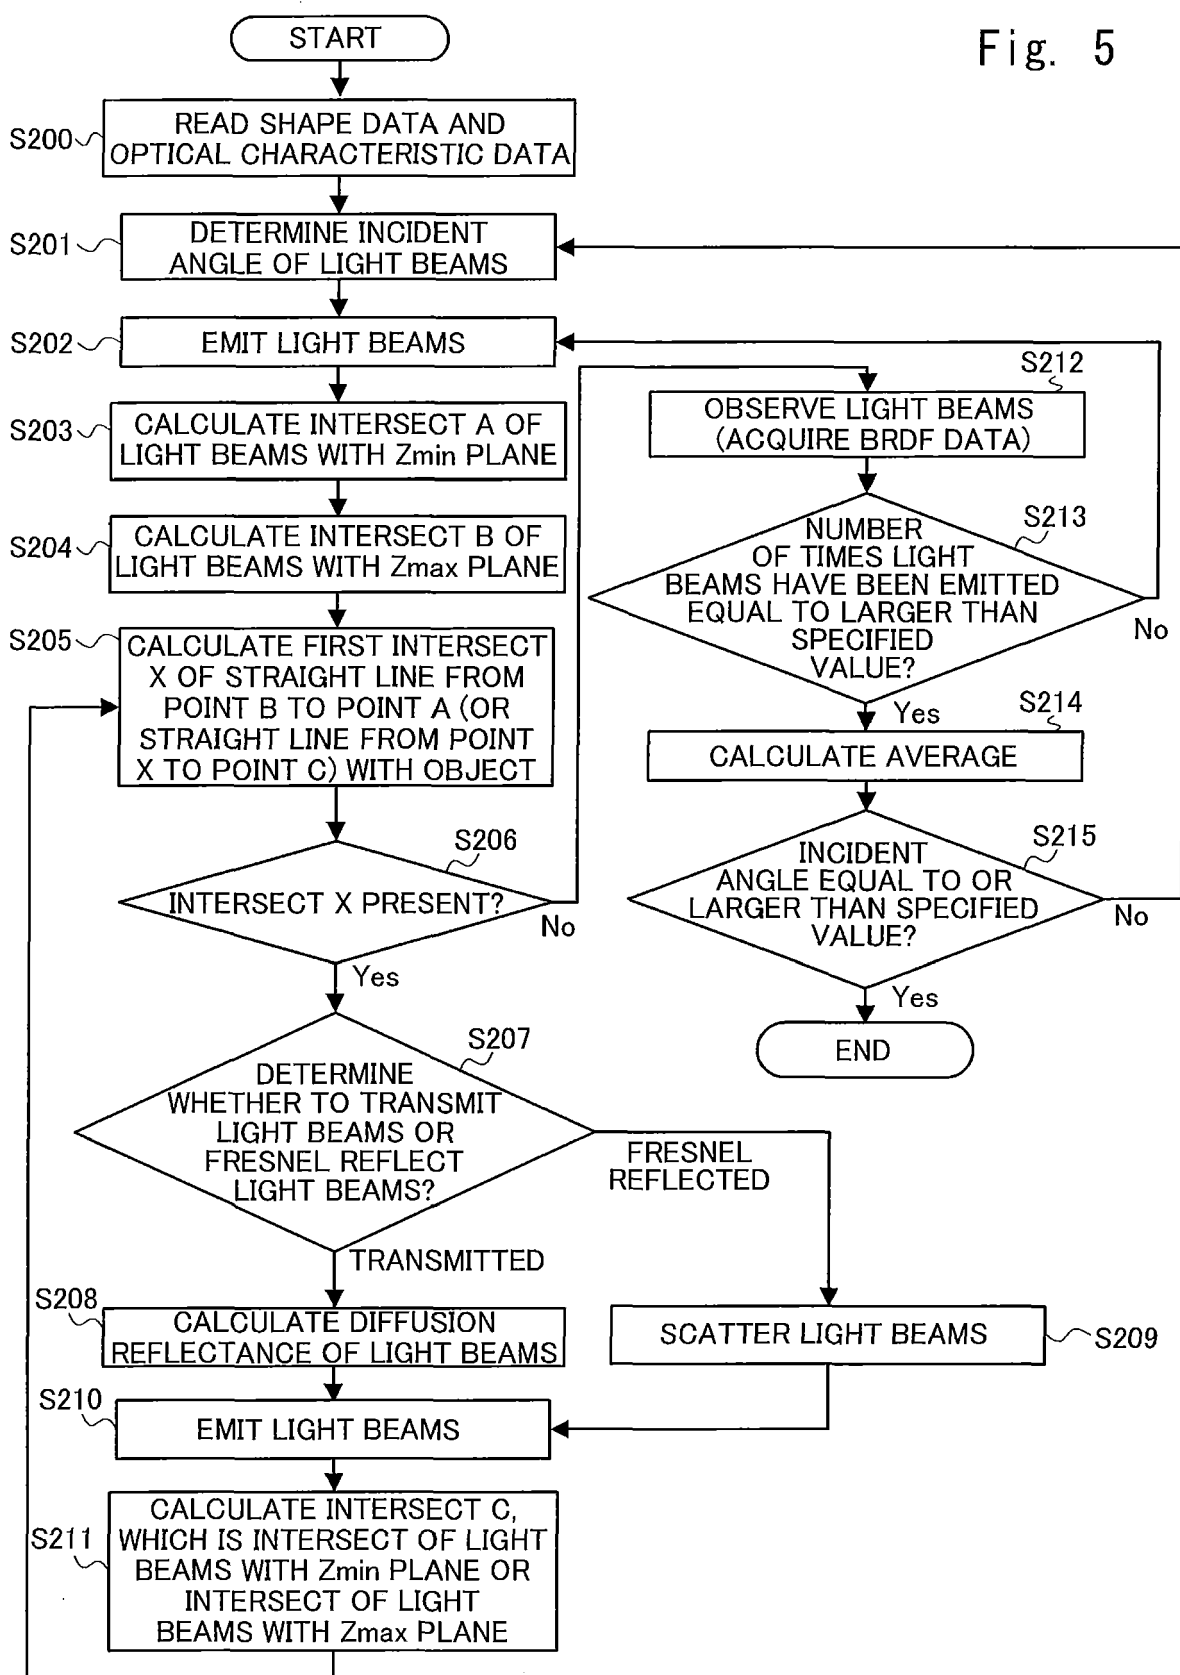 Fig. 5
START
S200
READ SHAPE DATA AND
OPTICAL CHARACTERISTIC DATA
S201
DETERMINE INCIDENT
ANGLE OF LIGHT BEAMS
S202
EMIT LIGHT BEAMS
S203
CALCULATE INTERSECT A OF
LIGHT BEAMS WITH Zmin PLANE
S204
CALCULATE INTERSECT B OF
LIGHT BEAMS WITH Zmax PLANE
S205
CALCULATE FIRST INTERSECT
X OF STRAIGHT LINE FROM
POINT B TO POINT A (OR
STRAIGHT LINE FROM POINT
X TO POINT C) WITH OBJECT
S206
INTERSECT X PRESENT?
No
Yes
S207
DETERMINE
WHETHER TO TRANSMIT
LIGHT BEAMS OR
FRESNEL REFLECT
LIGHT BEAMS?
FRESNEL
REFLECTED
TRANSMITTED
S208
CALCULATE DIFFUSION
REFLECTANCE OF LIGHT BEAMS
SCATTER LIGHT BEAMS
S209
S210
EMIT LIGHT BEAMS
S211
CALCULATE INTERSECT C,
WHICH IS INTERSECT OF LIGHT
BEAMS WITH Zmin PLANE OR
INTERSECT OF LIGHT
BEAMS WITH Zmax PLANE
S212
OBSERVE LIGHT BEAMS
(ACQUIRE BRDF DATA)
S213
NUMBER
OF TIMES LIGHT
BEAMS HAVE BEEN EMITTED
EQUAL TO LARGER THAN
SPECIFIED
VALUE?
No
Yes
S214
CALCULATE AVERAGE
S215
INCIDENT
ANGLE EQUAL TO OR
LARGER THAN SPECIFIED
VALUE?
No
Yes
END